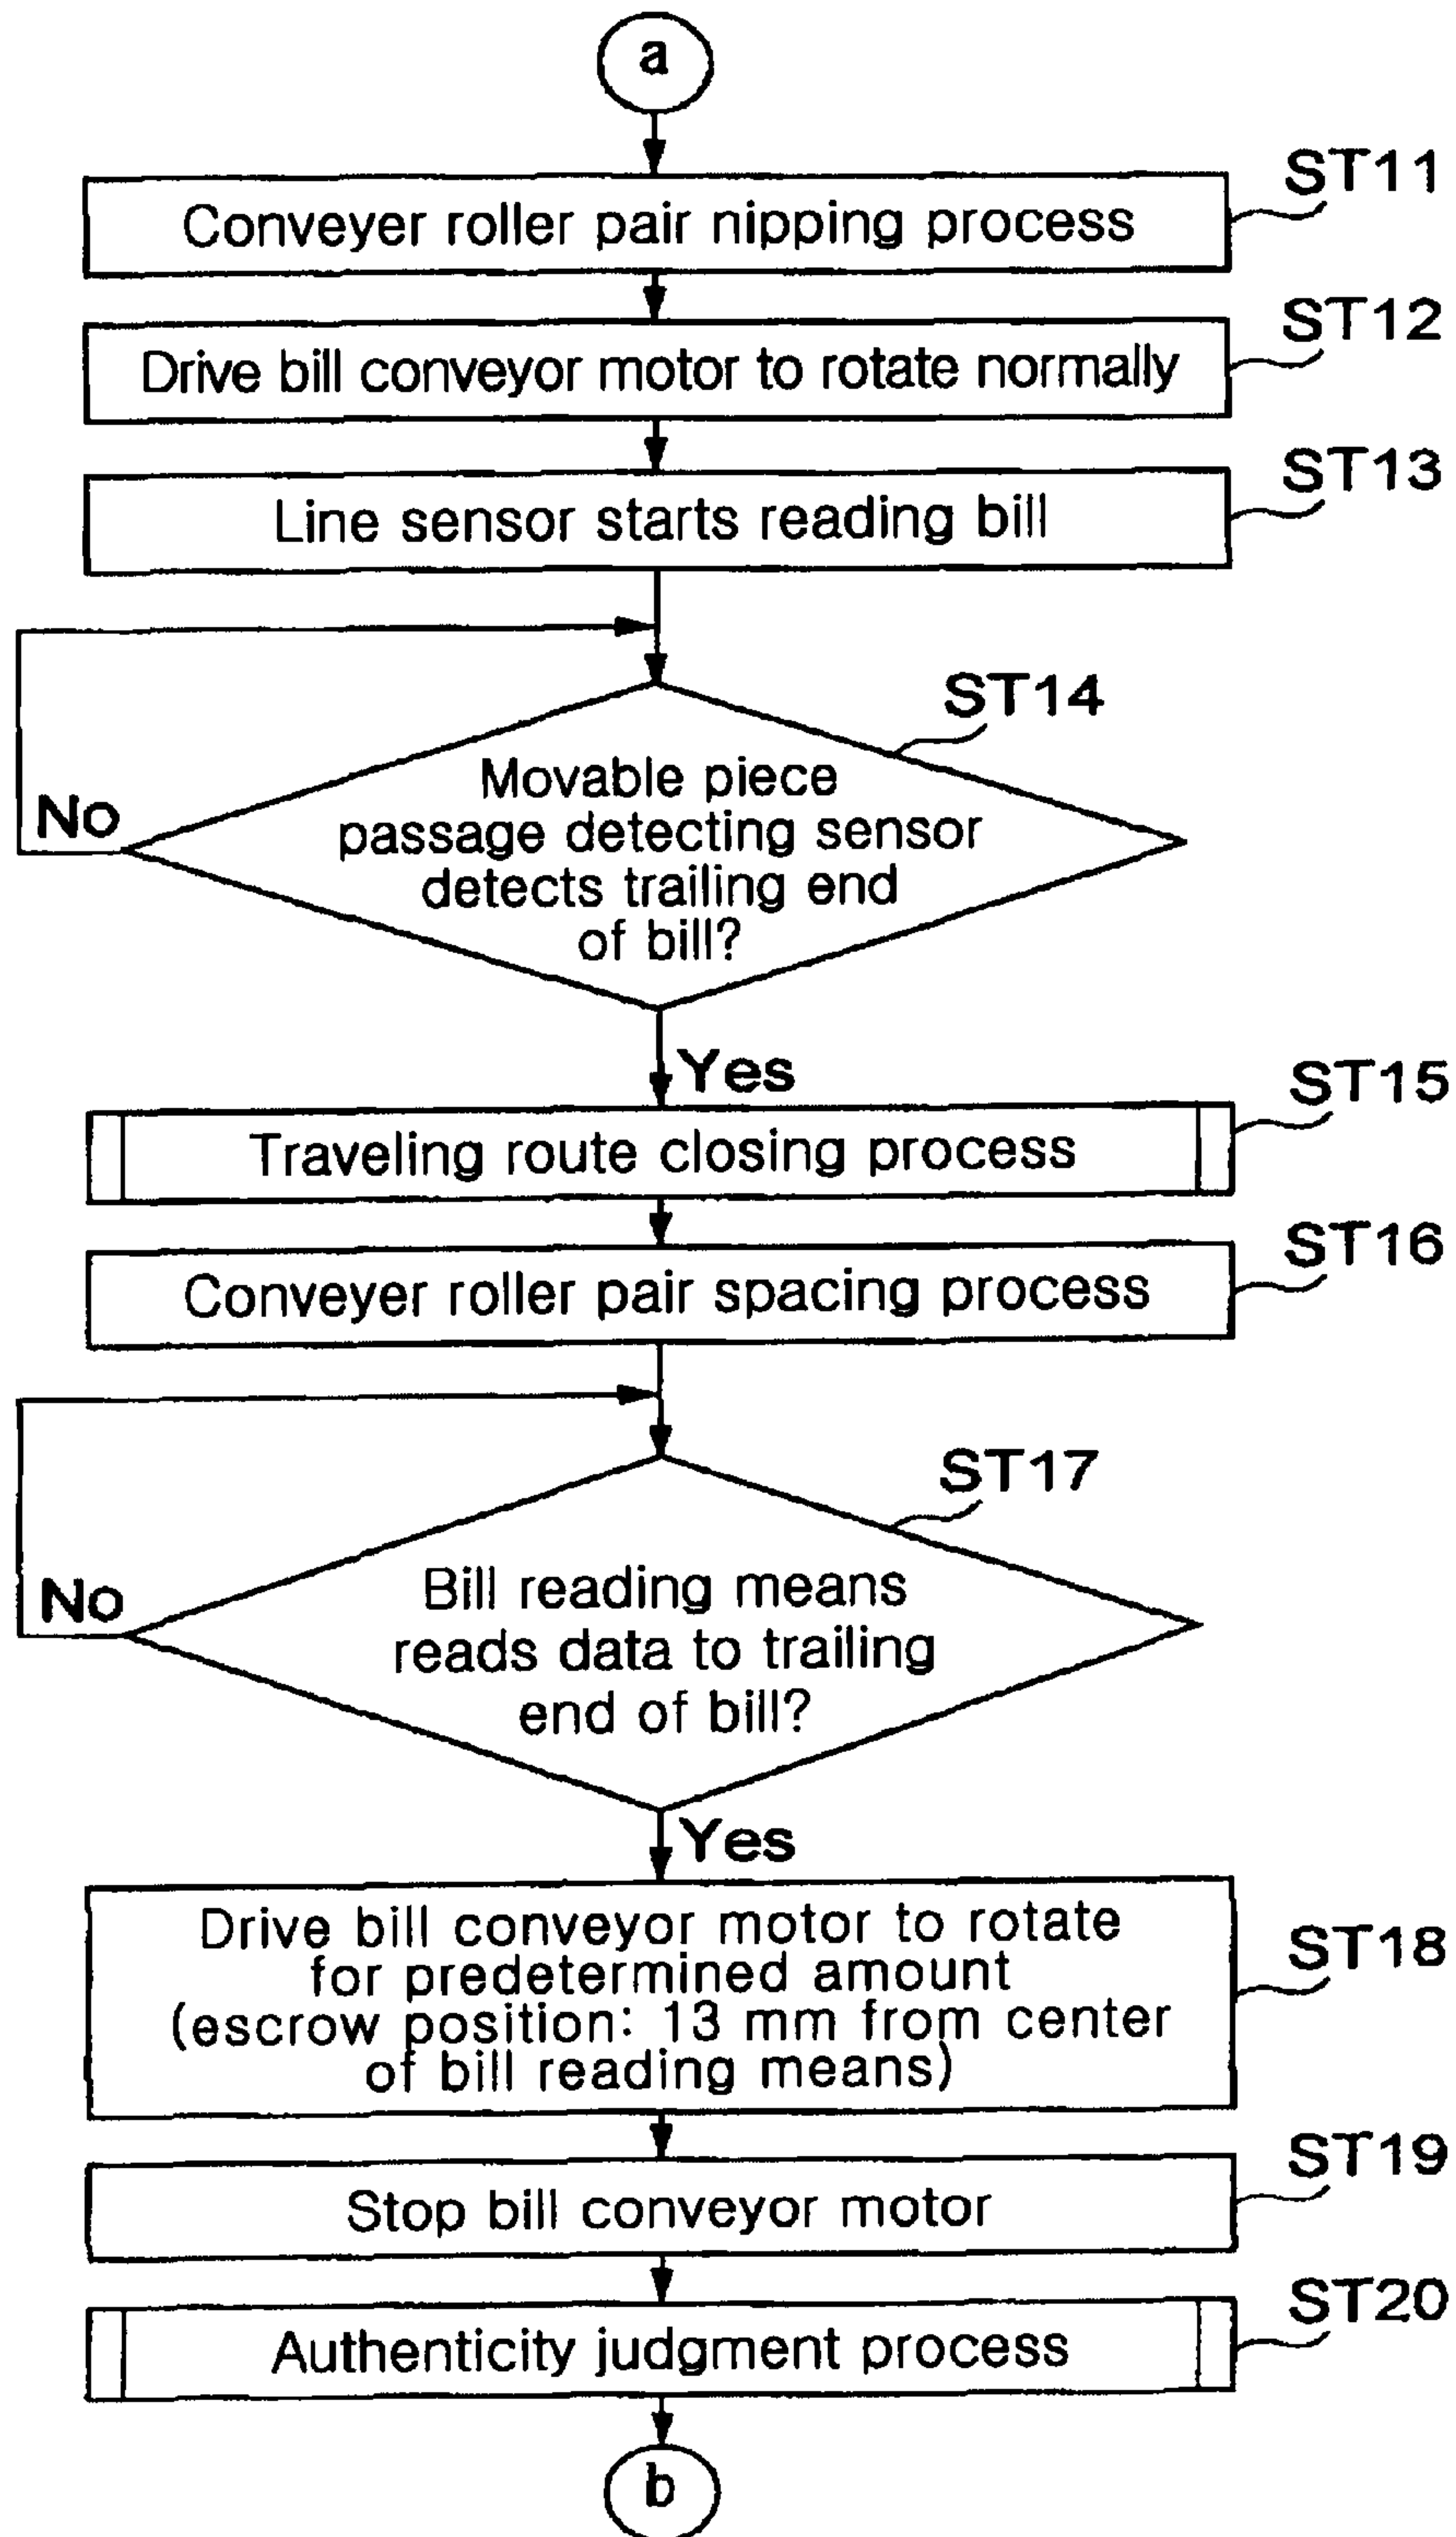 a
ST11
Conveyer roller pair nipping process
ST12
Drive bill conveyor motor to rotate normally
ST13
Line sensor starts reading bill
ST14
Movable piece
passage detecting sensor
detects trailing end
of bill?
No
Yes
ST15
Traveling route closing process
ST16
Conveyer roller pair spacing process
ST17
Bill reading means
reads data to trailing
end of bill?
No
Yes
ST18
Drive bill conveyor motor to rotate
for predetermined amount
(escrow position: 13 mm from center
of bill reading means)
ST19
Stop bill conveyor motor
ST20
Authenticity judgment process
b